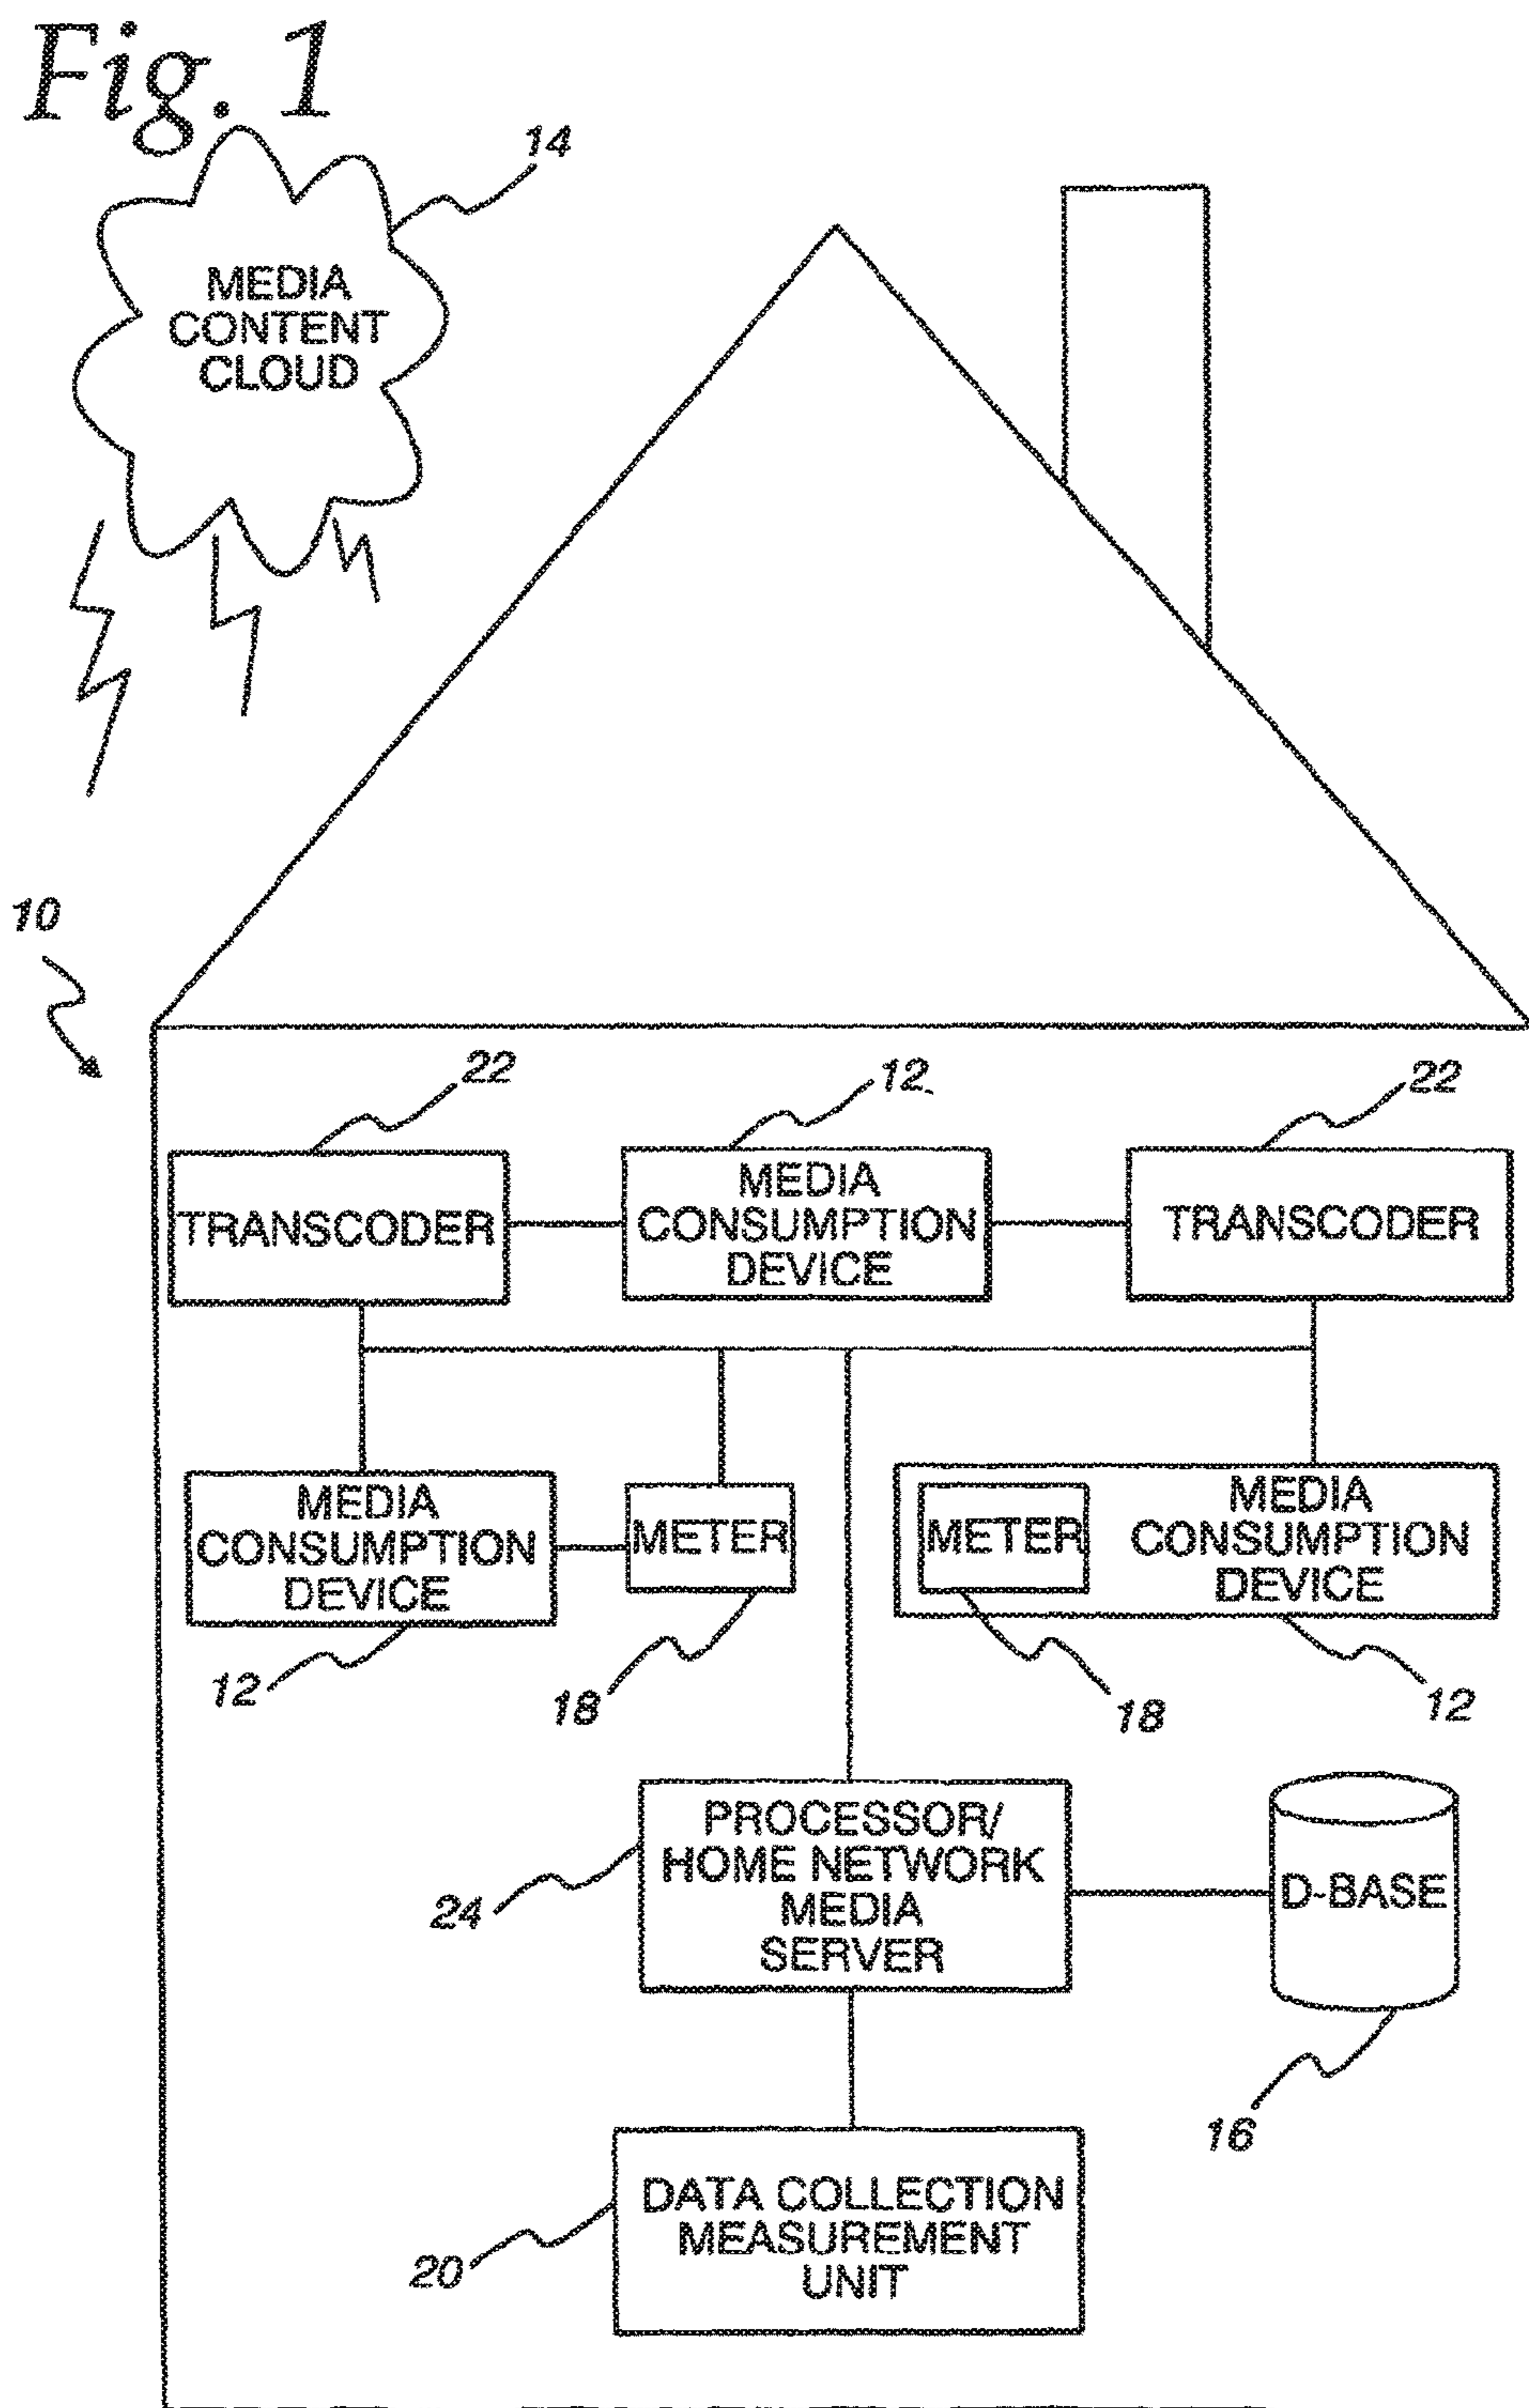 Fig. 1
14
MEDIA
CONTENT
CLOUD
10
22
12
22
TRANSCODER
MEDIA
CONSUMPTION
DEVICE
TRANSCODER
MEDIA
CONSUMPTION
DEVICE
METER
METER
MEDIA
CONSUMPTION
DEVICE
12
18
18
12
PROCESSOR/
HOME NETWORK
MEDIA
SERVER
24
D-BASE
16
DATA COLLECTION
MEASUREMENT
UNIT
20